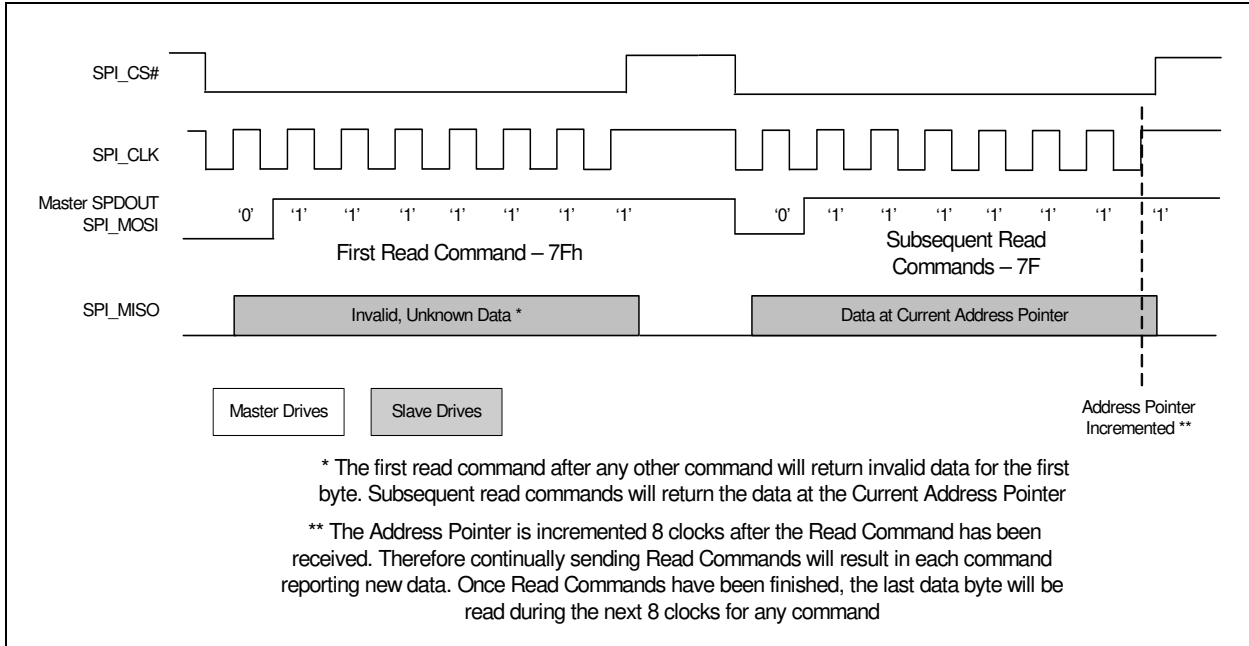 SPI_CS#
SPI_CLK
Master SPDOUT
SPI_MOSI
‘0’ ‘1’ ‘1’ ‘1’ ‘1’ ‘1’ ‘1’ ‘1’ ‘0’ ‘1’ ‘1’ ‘1’ ‘1’ ‘1’ ‘1’ ‘1’
First Read Command – 7Fh
Subsequent Read
Commands – 7F
SPI_MISO
Invalid, Unknown Data *
Data at Current Address Pointer
Master Drives
Slave Drives
Address Pointer
Incremented **
* The first read command after any other command will return invalid data for the first
byte. Subsequent read commands will return the data at the Current Address Pointer
** The Address Pointer is incremented 8 clocks after the Read Command has been
received. Therefore continually sending Read Commands will result in each command
reporting new data. Once Read Commands have been finished, the last data byte will be
read during the next 8 clocks for any command